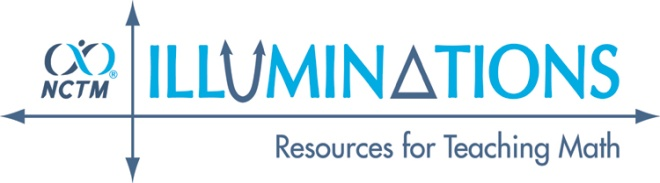 NCTM®
ILLUMINATIONS
Resources for Teaching Math